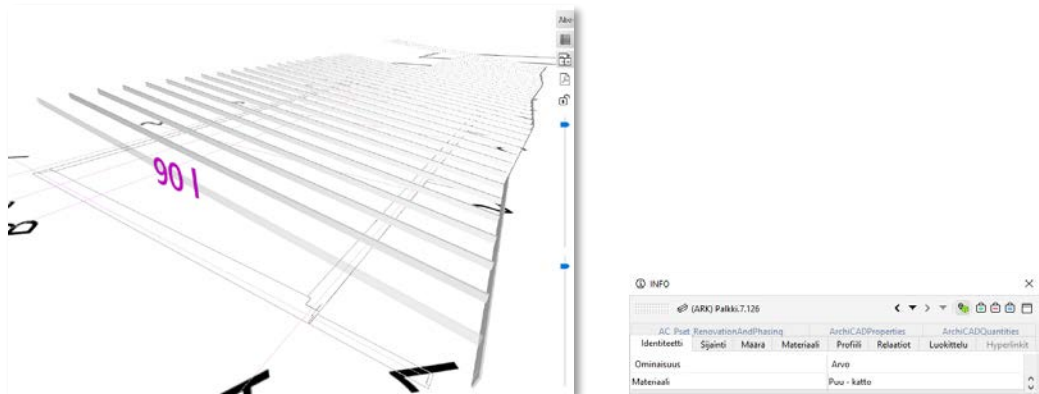 90 I
INFO
(ARK) Palkki.7.126
AC_Pset_RenovationAndPhasing ArchiCADProperties ArchiCADQuantities
Identiteetti Sijainti Määrä Materiaali Profiili Relaatiot Luokittelu Hyperlinkit
Ominaisuus Arvo
Materiaali Puu - katto